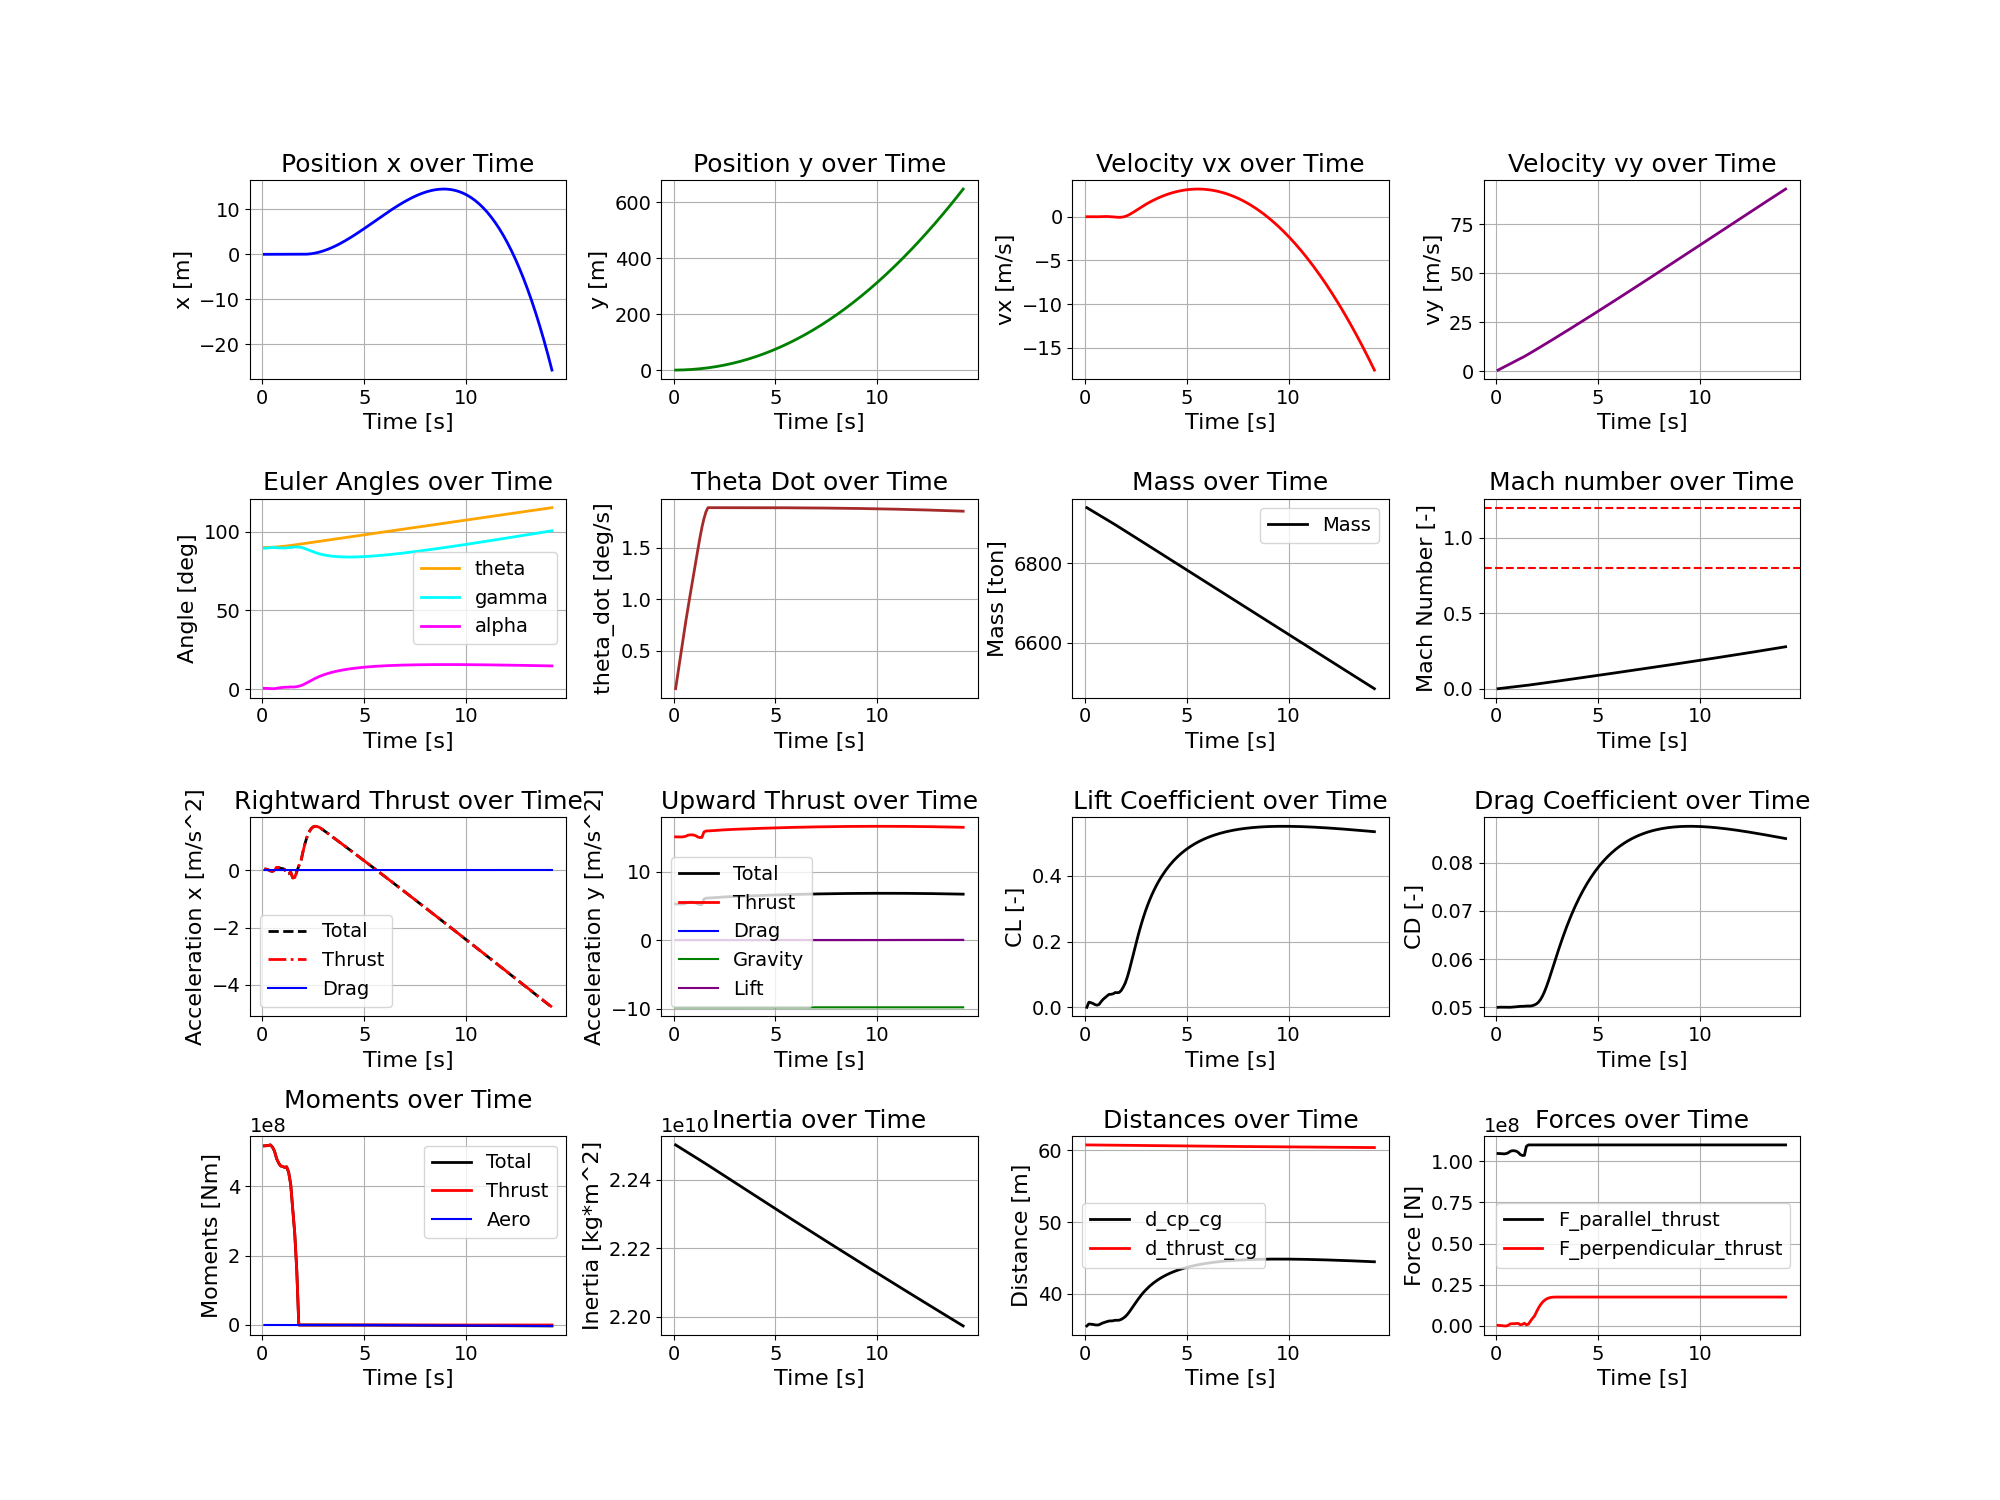 Position x over Time
x [m]
10
0
−10
−20
0 5 10
Time [s]
Position y over Time
y [m]
600
400
200
0
0 5 10
Time [s]
Velocity vx over Time
vx [m/s]
0
−5
−10
−15
0 5 10
Time [s]
Velocity vy over Time
vy [m/s]
75
50
25
0
0 5 10
Time [s]
Euler Angles over Time
Angle [deg]
100
50
0
theta
gamma
alpha
0 5 10
Time [s]
Theta Dot over Time
theta_dot [deg/s]
1.5
1.0
0.5
0 5 10
Time [s]
Mass over Time
Mass [ton]
6800
6600
Mass
0 5 10
Time [s]
Mach number over Time
Mach Number [-]
1.0
0.5
0.0
0 5 10
Time [s]
Rightward Thrust over Time
Acceleration x [m/s^2]
0
−2
−4
Total
Thrust
Drag
0 5 10
Time [s]
Upward Thrust over Time
Acceleration y [m/s^2]
10
0
−10
Total
Thrust
Drag
Gravity
Lift
0 5 10
Time [s]
Lift Coefficient over Time
CL [-]
0.4
0.2
0.0
0 5 10
Time [s]
Drag Coefficient over Time
CD [-]
0.08
0.07
0.06
0.05
0 5 10
Time [s]
Moments over Time
1e8
Moments [Nm]
4
2
0
Total
Thrust
Aero
0 5 10
Time [s]
Inertia over Time
1e10
Inertia [kg*m^2]
2.24
2.22
2.20
0 5 10
Time [s]
Distances over Time
Distance [m]
60
50
40
d_cp_cg
d_thrust_cg
0 5 10
Time [s]
Forces over Time
1e8
Force [N]
1.00
0.75
0.50
0.25
0.00
F_parallel_thrust
F_perpendicular_thrust
0 5 10
Time [s]